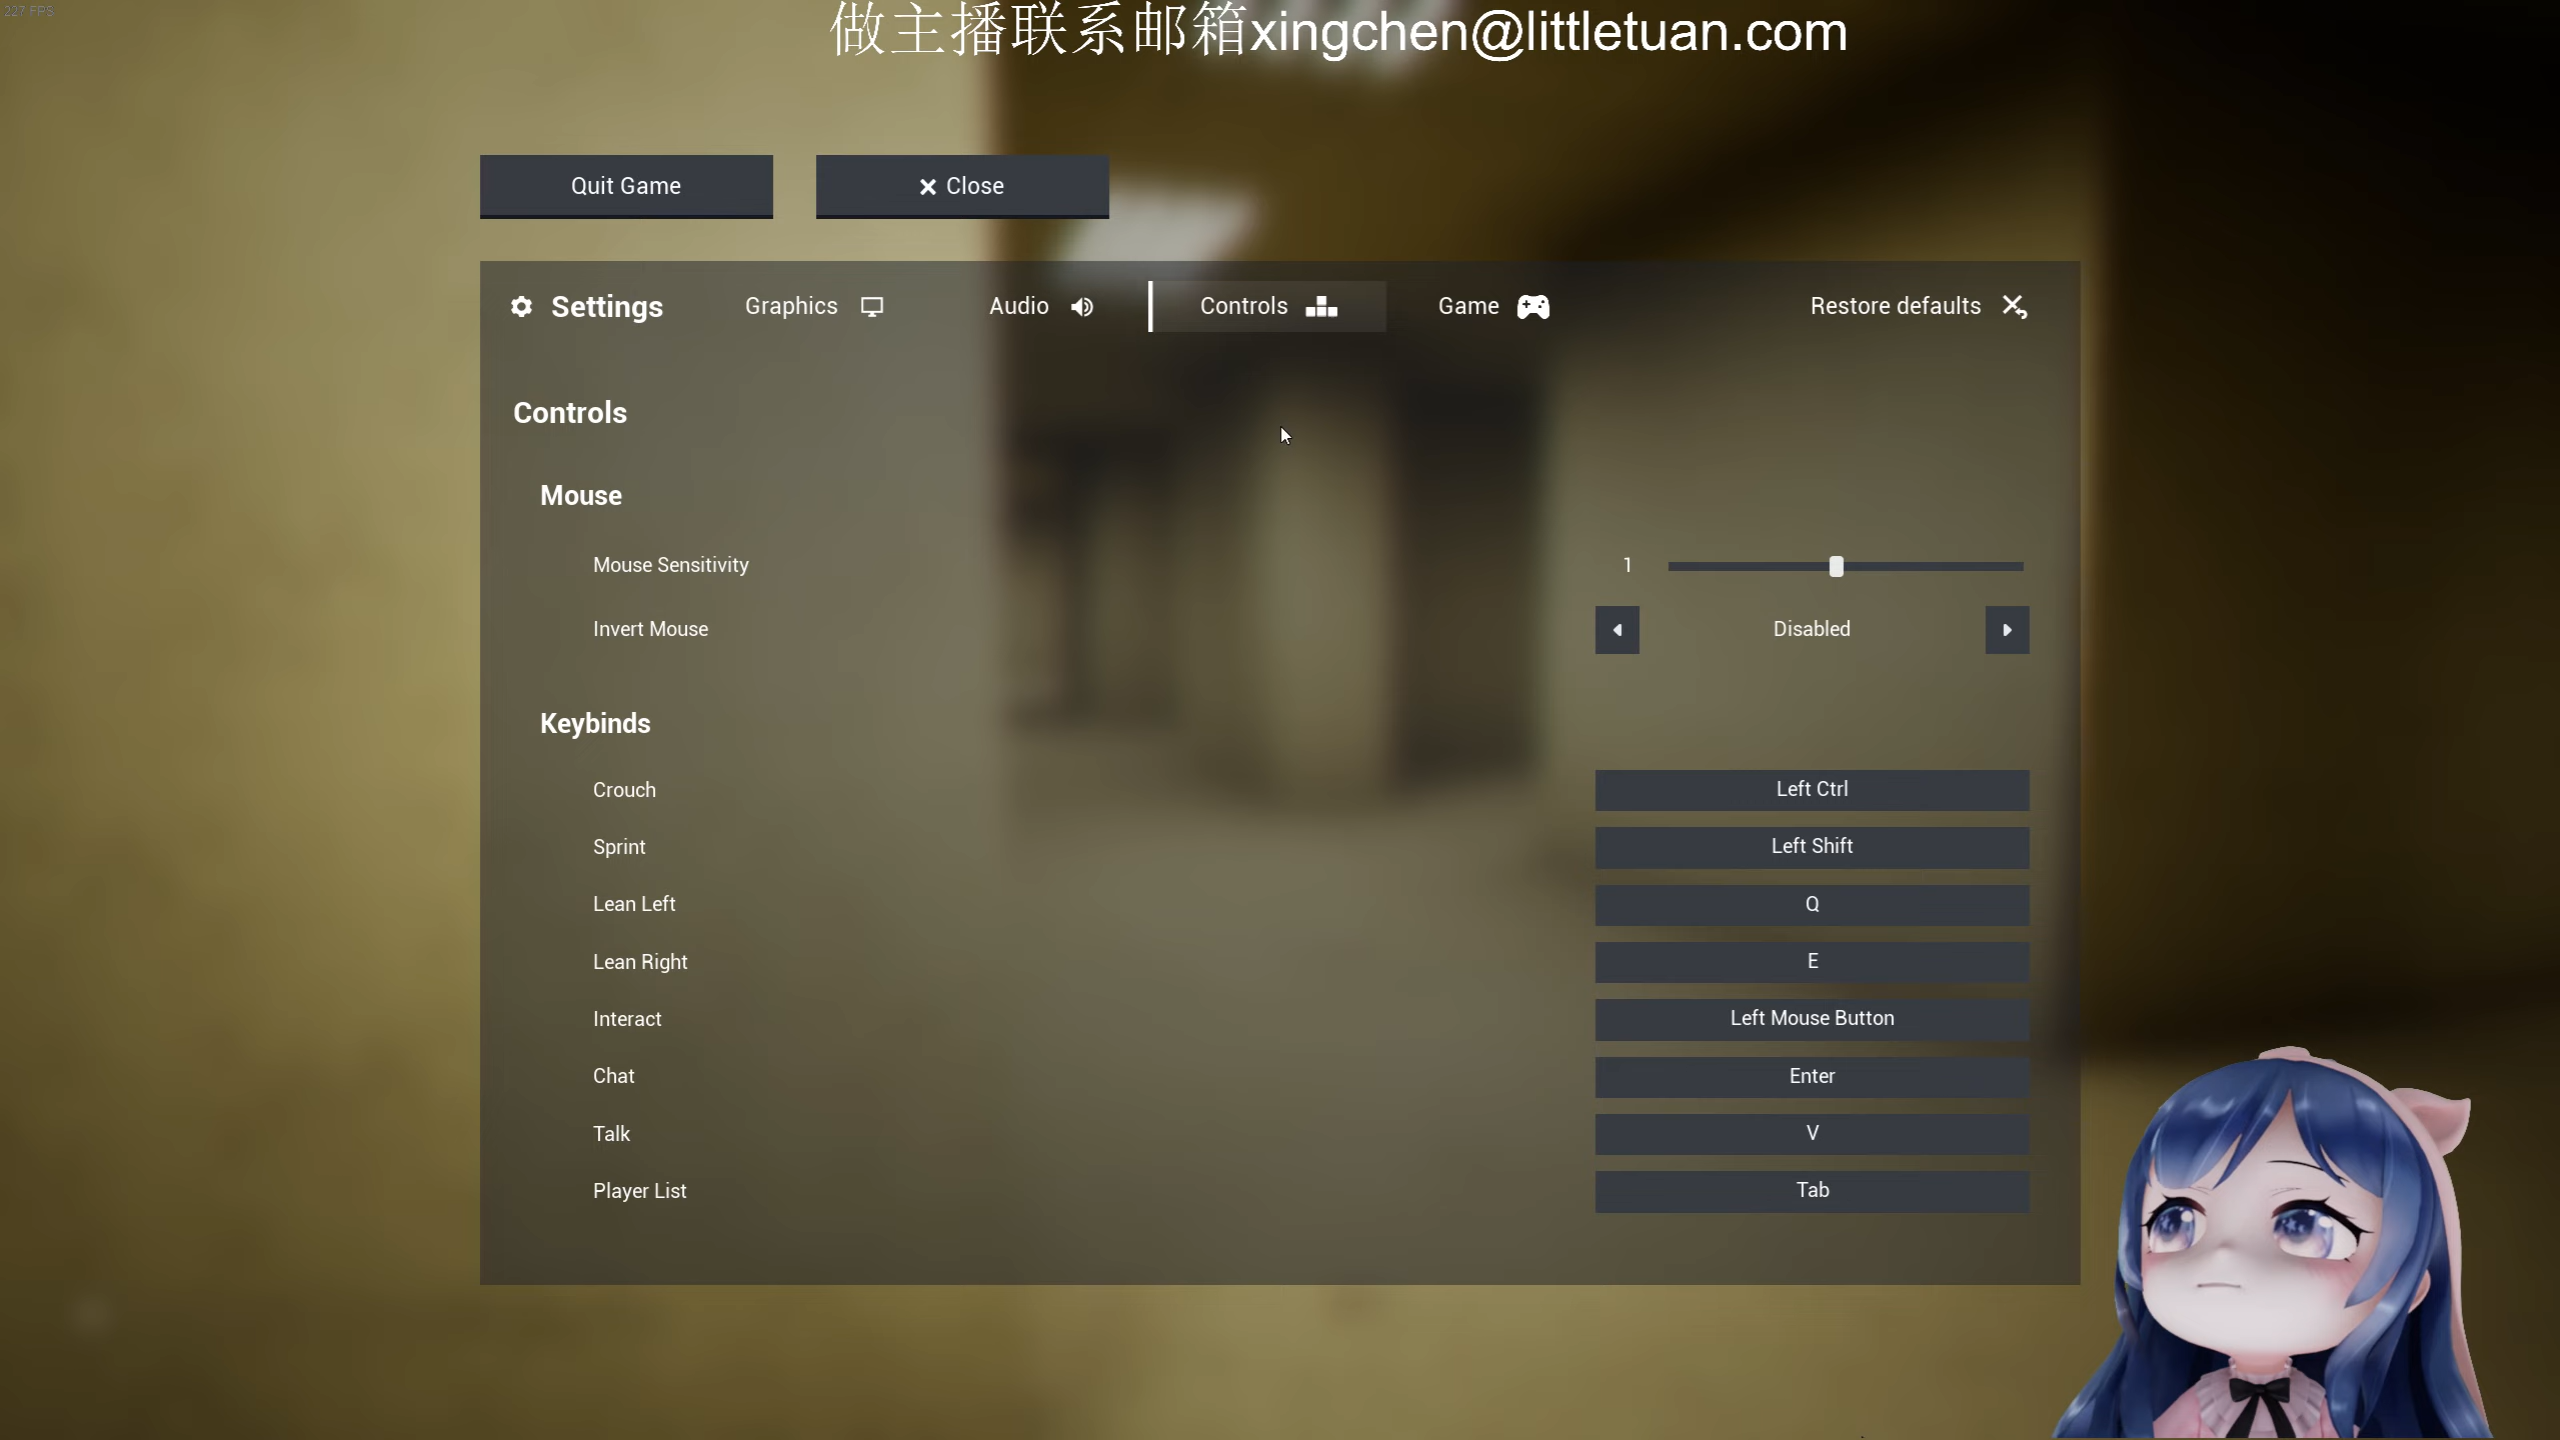 227 FPS
做主播联系邮箱xingchen@littletuan.com
Quit Game
Close
Settings
Graphics
Audio
Controls
Game
Restore defaults
Controls
Mouse
Mouse Sensitivity
1
Invert Mouse
Disabled
Keybinds
Crouch
Left Ctrl
Sprint
Left Shift
Lean Left
Q
Lean Right
E
Interact
Left Mouse Button
Chat
Enter
Talk
V
Player List
Tab